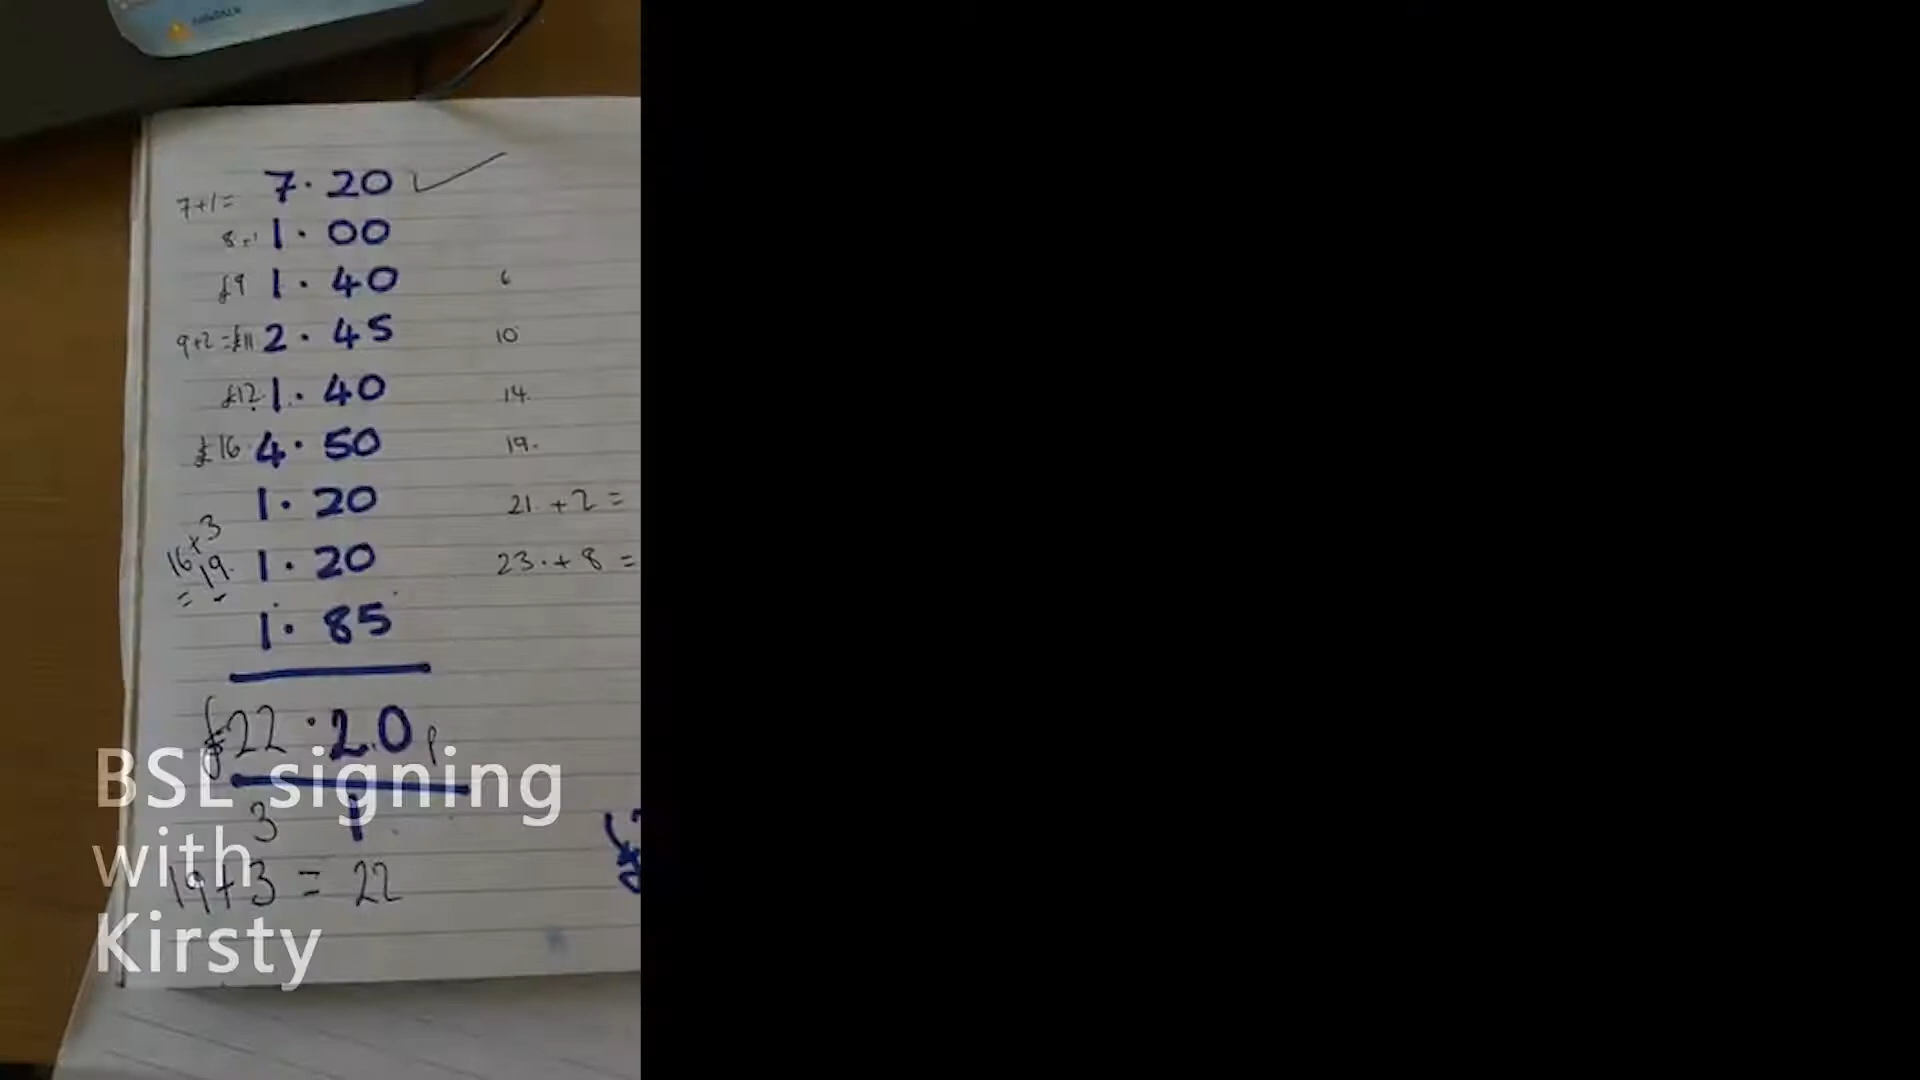 7+1= 7.20 ✓
8+1 1.00
£9 1.40 6
9+2=£11 2.45 10
£12. 1.40 14.
£16 4.50 19.
1.20 21.+2=
16+3
=19. 1.20 23.+8=
1.85
£22.20p
3 1
19+3=22
BSL signing
with
Kirsty